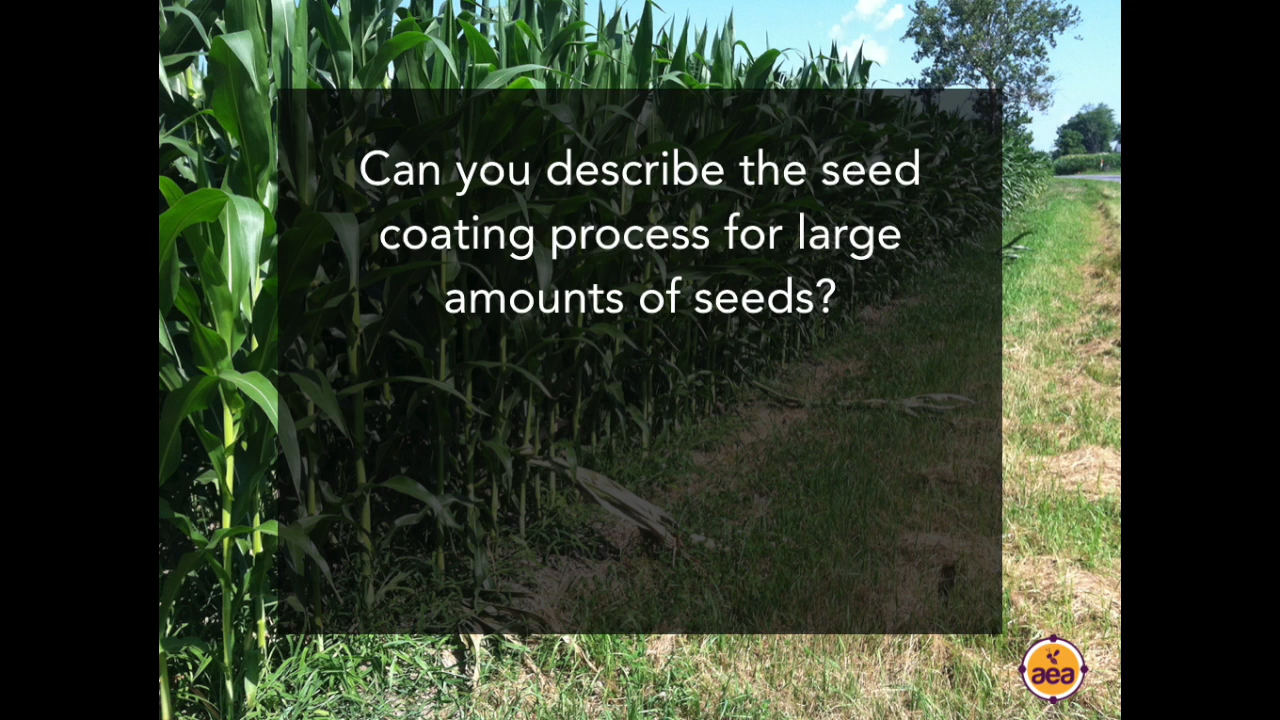 Can you describe the seed
coating process for large
amounts of seeds?
aea